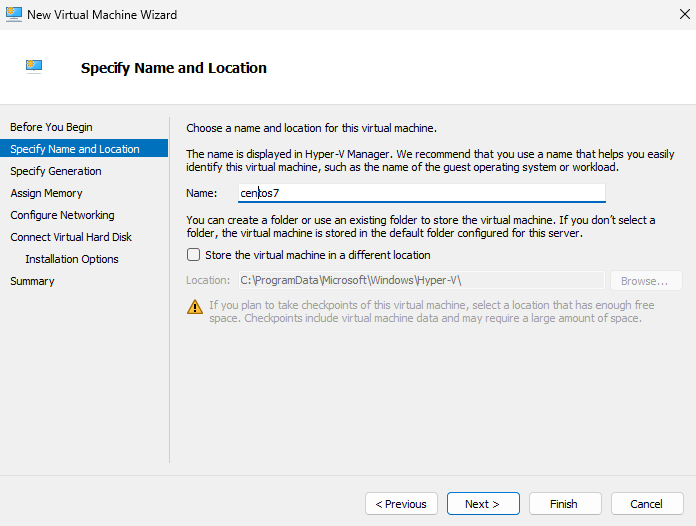 New Virtual Machine Wizard
Specify Name and Location
Before You Begin
Specify Name and Location
Specify Generation
Assign Memory
Configure Networking
Connect Virtual Hard Disk
Installation Options
Summary
Choose a name and location for this virtual machine.
The name is displayed in Hyper-V Manager. We recommend that you use a name that helps you easily
identify this virtual machine, such as the name of the guest operating system or workload.
Name: centos7
You can create a folder or use an existing folder to store the virtual machine. If you don't select a
folder, the virtual machine is stored in the default folder configured for this server.
Store the virtual machine in a different location
Location: C:\ProgramData\Microsoft\Windows\Hyper-V\ Browse...
If you plan to take checkpoints of this virtual machine, select a location that has enough free
space. Checkpoints include virtual machine data and may require a large amount of space.
< Previous Next > Finish Cancel